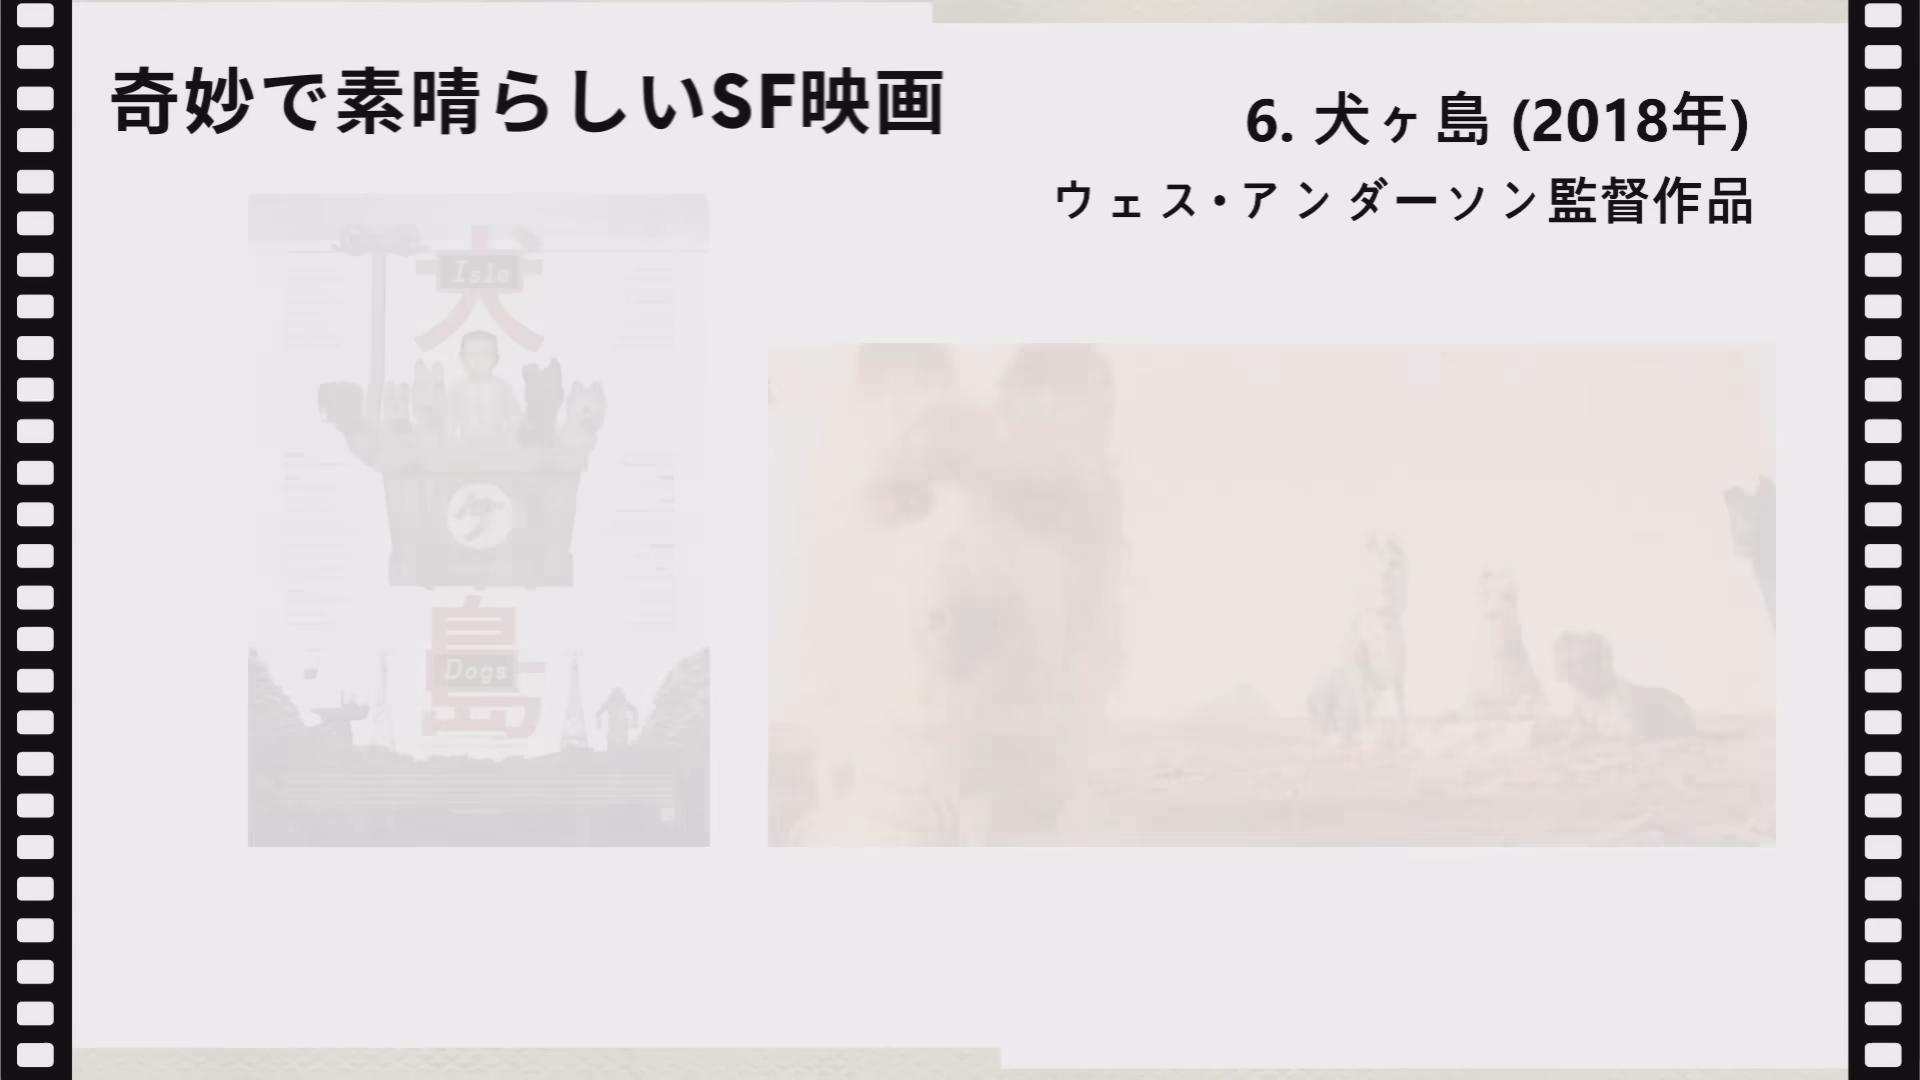 奇妙で素晴らしいSF映画
6. 犬ヶ島 (2018年)
ウェス・アンダーソン監督作品
犬
Isle
ケ
島
Dogs